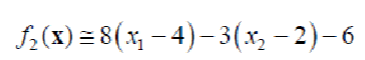 f₂(x) ≅ 8(x₁ − 4) − 3(x₂ − 2) − 6